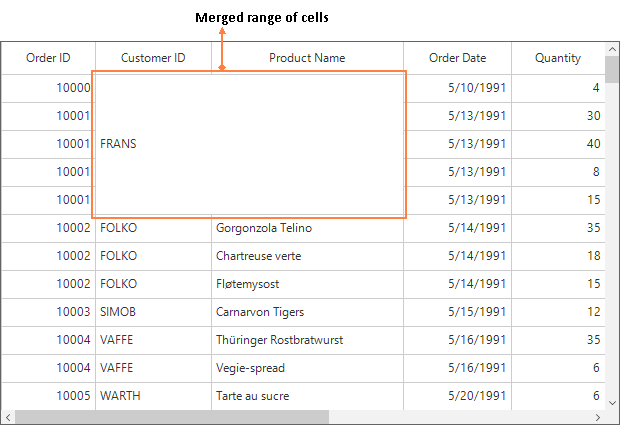 Merged range of cells
Order ID Customer ID Product Name Order Date Quantity
10000 5/10/1991 4
10001 5/13/1991 30
10001 FRANS 5/13/1991 40
10001 5/13/1991 8
10001 5/13/1991 15
10002 FOLKO Gorgonzola Telino 5/14/1991 35
10002 FOLKO Chartreuse verte 5/14/1991 18
10002 FOLKO Fløtemysost 5/14/1991 15
10003 SIMOB Carnarvon Tigers 5/15/1991 12
10004 VAFFE Thüringer Rostbratwurst 5/16/1991 35
10004 VAFFE Vegie-spread 5/16/1991 6
10005 WARTH Tarte au sucre 5/20/1991 6